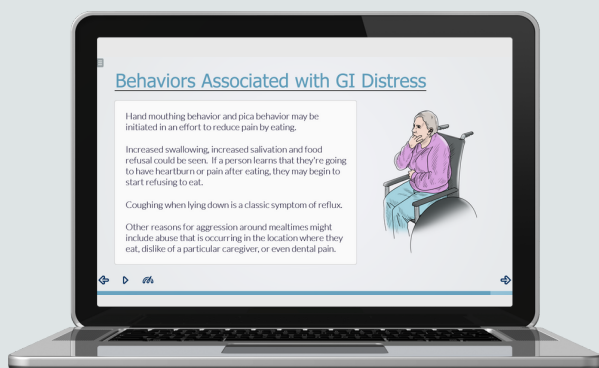 Behaviors Associated with GI Distress
Hand mouthing behavior and pica behavior may be
initiated in an effort to reduce pain by eating.
Increased swallowing, increased salivation and food
refusal could be seen. If a person learns that they're going
to have heartburn or pain after eating, they may begin to
start refusing to eat.
Coughing when lying down is a classic symptom of reflux.
Other reasons for aggression around mealtimes might
include abuse that is occurring in the location where they
eat, dislike of a particular caregiver, or even dental pain.